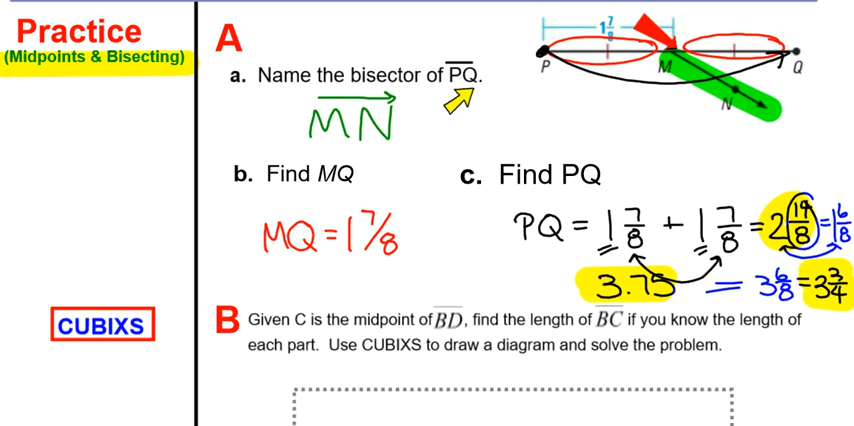 Practice
(Midpoints & Bisecting)
A
a. Name the bisector of PQ.
MN
1 7/8
P
M
N
Q
b. Find MQ
MQ = 1 7/8
c. Find PQ
PQ = 1 7/8 + 1 7/8 = 2 14/8 = 1 6/8
3.75 = 3 6/8 = 3 3/4
CUBIXS
B Given C is the midpoint of BD, find the length of BC if you know the length of
each part. Use CUBIXS to draw a diagram and solve the problem.